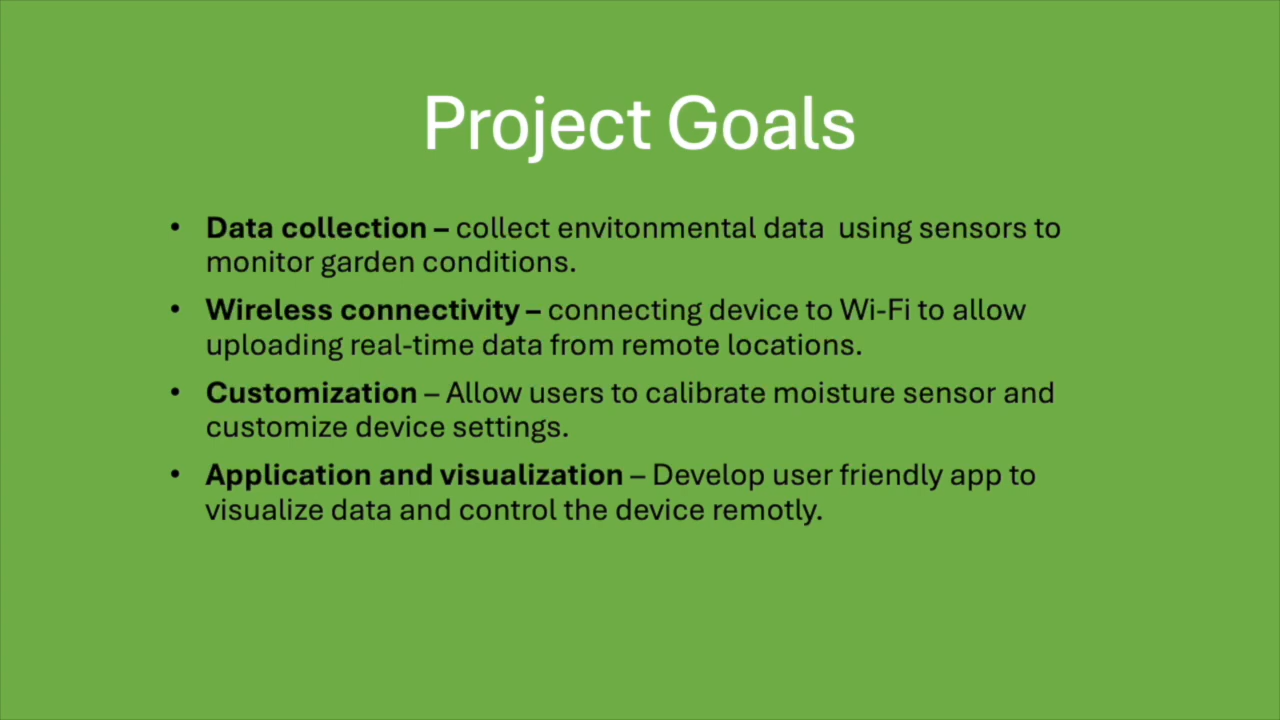 Project Goals
• Data collection – collect envitonmental data  using sensors to
monitor garden conditions.
• Wireless connectivity – connecting device to Wi-Fi to allow
uploading real-time data from remote locations.
• Customization – Allow users to calibrate moisture sensor and
customize device settings.
• Application and visualization – Develop user friendly app to
visualize data and control the device remotly.